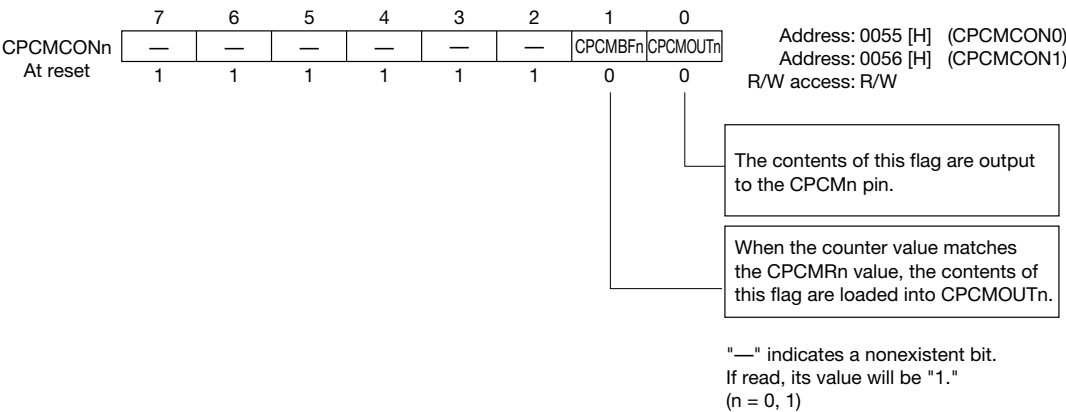 7 6 5 4 3 2 1 0
CPCMCONn — — — — — — CPCMBFn CPCMOUTn
At reset 1 1 1 1 1 1 0 0
Address: 0055 [H] (CPCMCON0)
Address: 0056 [H] (CPCMCON1)
R/W access: R/W
The contents of this flag are output
to the CPCMn pin.
When the counter value matches
the CPCMRn value, the contents of
this flag are loaded into CPCMOUTn.
"—" indicates a nonexistent bit.
If read, its value will be "1."
(n = 0, 1)